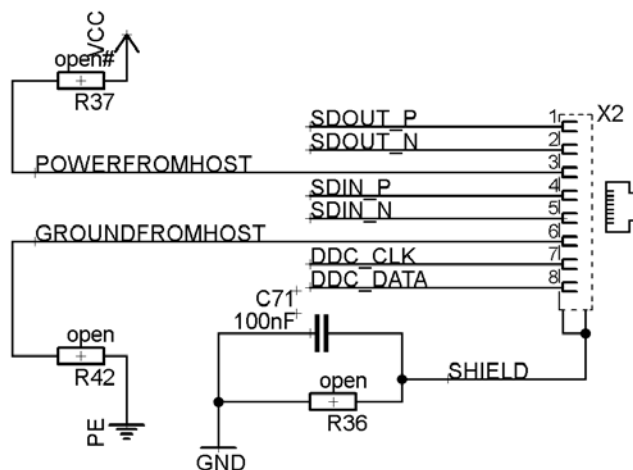 VCC
open#
R37
X2
SDOUT_P 1
SDOUT_N 2
POWERFROMHOST 3
SDIN_P 4
SDIN_N 5
GROUNDFROMHOST 6
DDC_CLK 7
DDC_DATA 8
C71
100nF
open
R42
PE
open
R36
SHIELD
GND